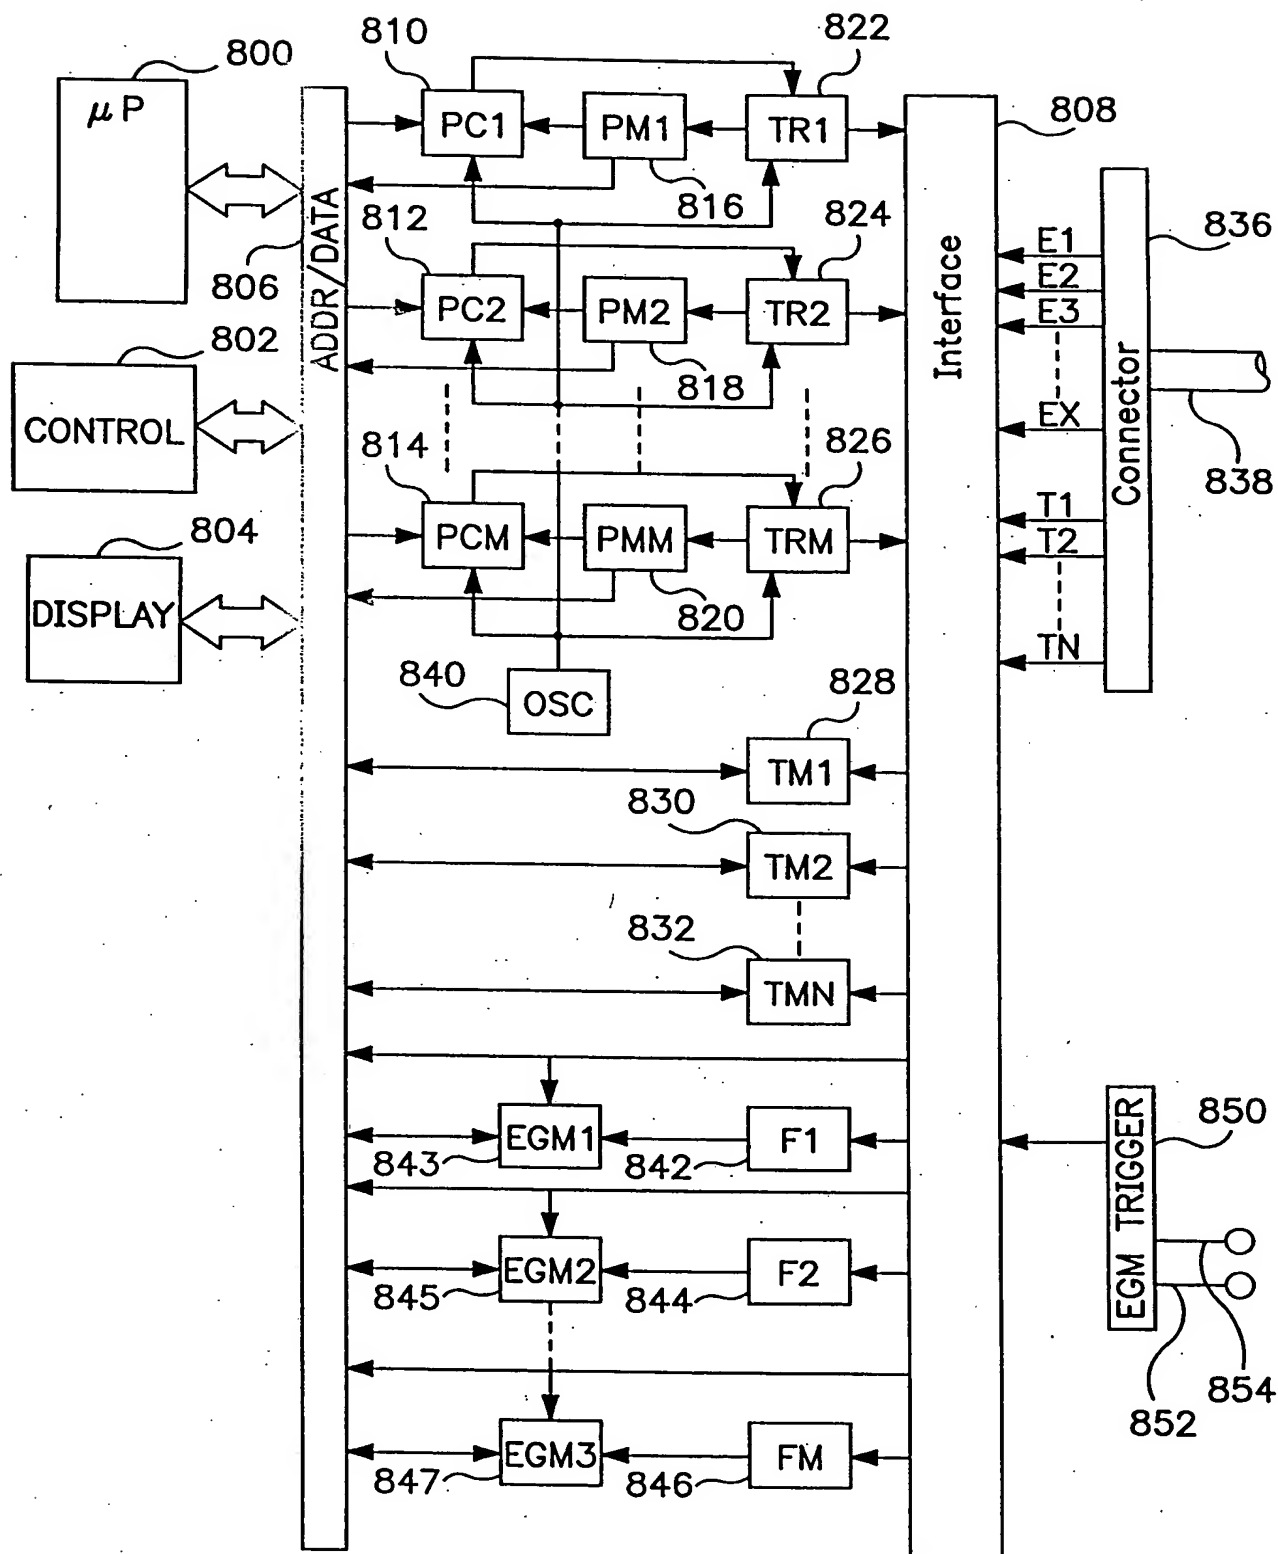 810
822
800
μP
PC1
PM1
TR1
808
816
812
824
836
806
ADDR/DATA
E1
E2
E3
EX
PC2
PM2
TR2
Interface
802
818
CONTROL
814
826
Connector
838
T1
T2
TN
PCM
PMM
TRM
804
DISPLAY
820
840
OSC
828
TM1
830
TM2
832
TMN
EGM1
F1
843
842
EGM TRIGGER
850
EGM2
F2
845
844
854
852
EGM3
FM
847
846